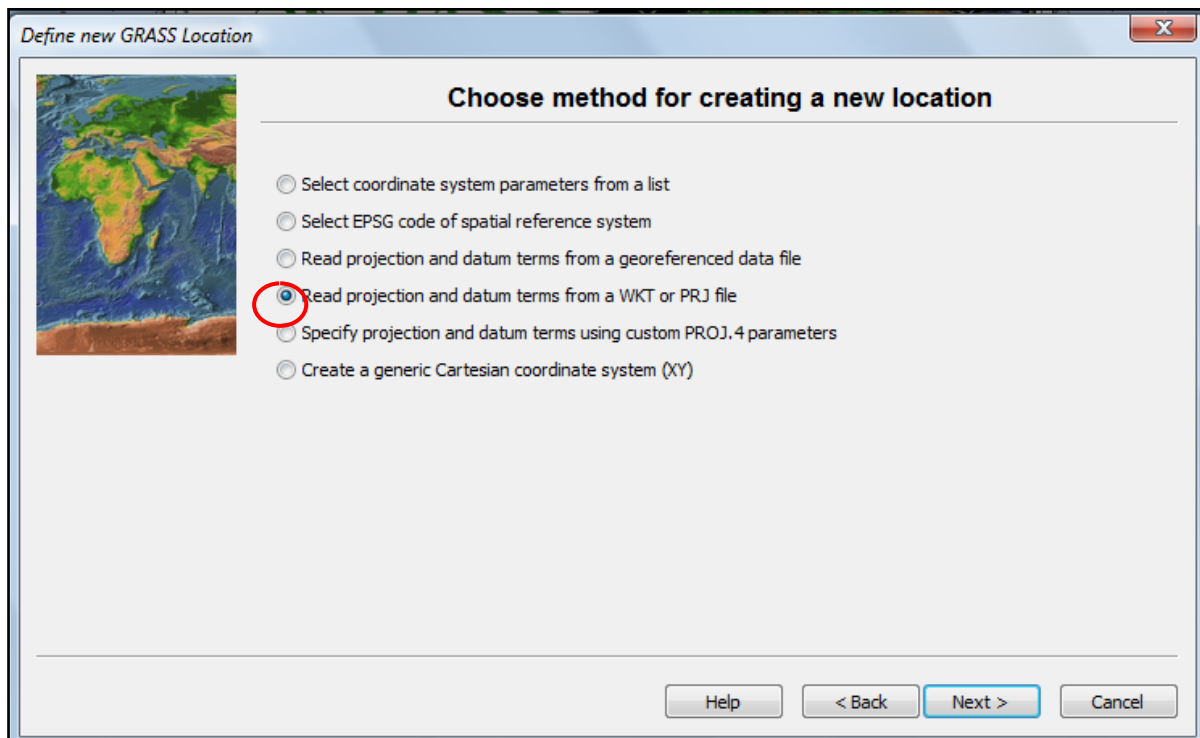 Define new GRASS Location
X
Choose method for creating a new location
Select coordinate system parameters from a list
Select EPSG code of spatial reference system
Read projection and datum terms from a georeferenced data file
Read projection and datum terms from a WKT or PRJ file
Specify projection and datum terms using custom PROJ.4 parameters
Create a generic Cartesian coordinate system (XY)
Help < Back Next > Cancel